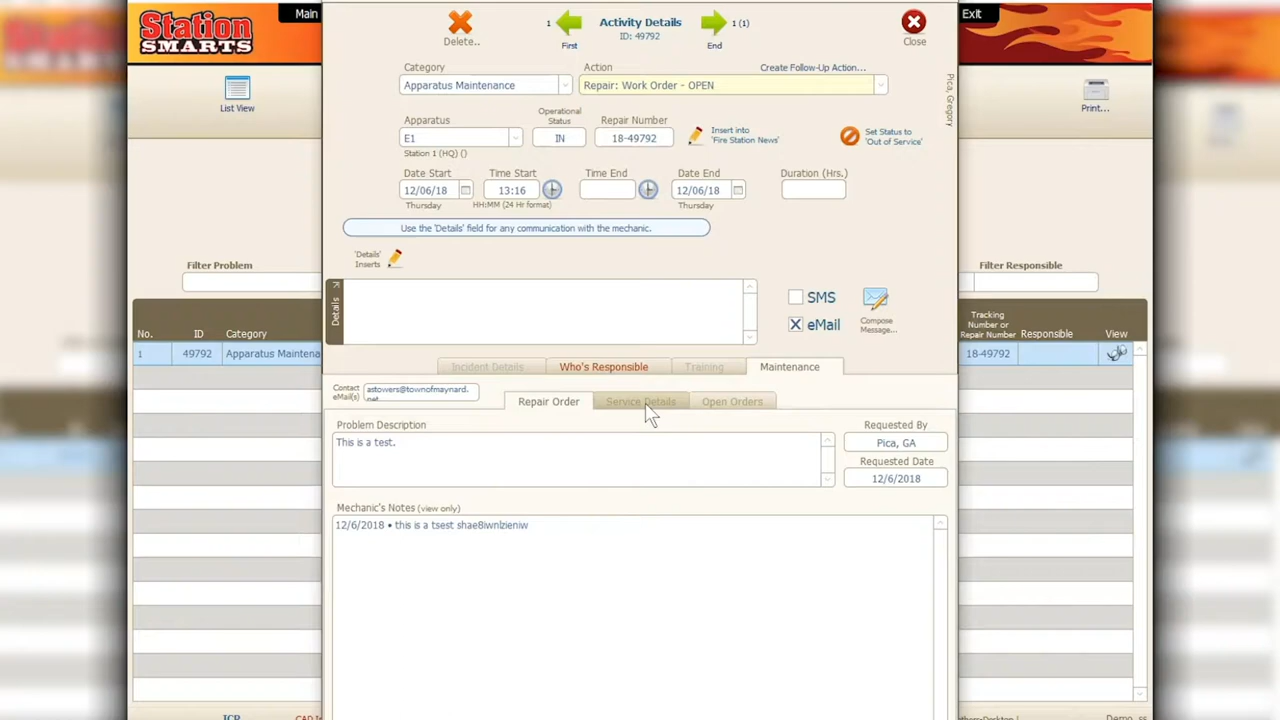 Station
SMARTS
Main
Delete..
1
First
Activity Details
ID: 49792
1 (1)
End
Close
Exit
List View
Print...
Pica, Gregory
Category
Action
Create Follow-Up Action...
Apparatus Maintenance
Repair: Work Order - OPEN
Apparatus
Operational
Status
Repair Number
E1
IN
18-49792
Insert into
'Fire Station News'
Set Status to
'Out of Service'
Station 1 (HQ) ()
Date Start
Time Start
Time End
Date End
Duration (Hrs.)
12/06/18
13:16
12/06/18
Thursday
HH:MM (24 Hr format)
Thursday
Use the 'Details' field for any communication with the mechanic.
'Details'
Inserts
Filter Problem
Filter Responsible
Details
SMS
eMail
Compose
Message...
No.
ID
Category
Tracking
Number or
Repair Number
Responsible
View
1
49792
Apparatus Maintena
18-49792
Incident Details
Who's Responsible
Training
Maintenance
Contact
eMail(s)
astowers@townofmaynard.
Repair Order
Service Details
Open Orders
Problem Description
This is a test.
Requested By
Pica, GA
Requested Date
12/6/2018
Mechanic's Notes (view only)
12/6/2018 • this is a tsest shae8iwnlzieniw